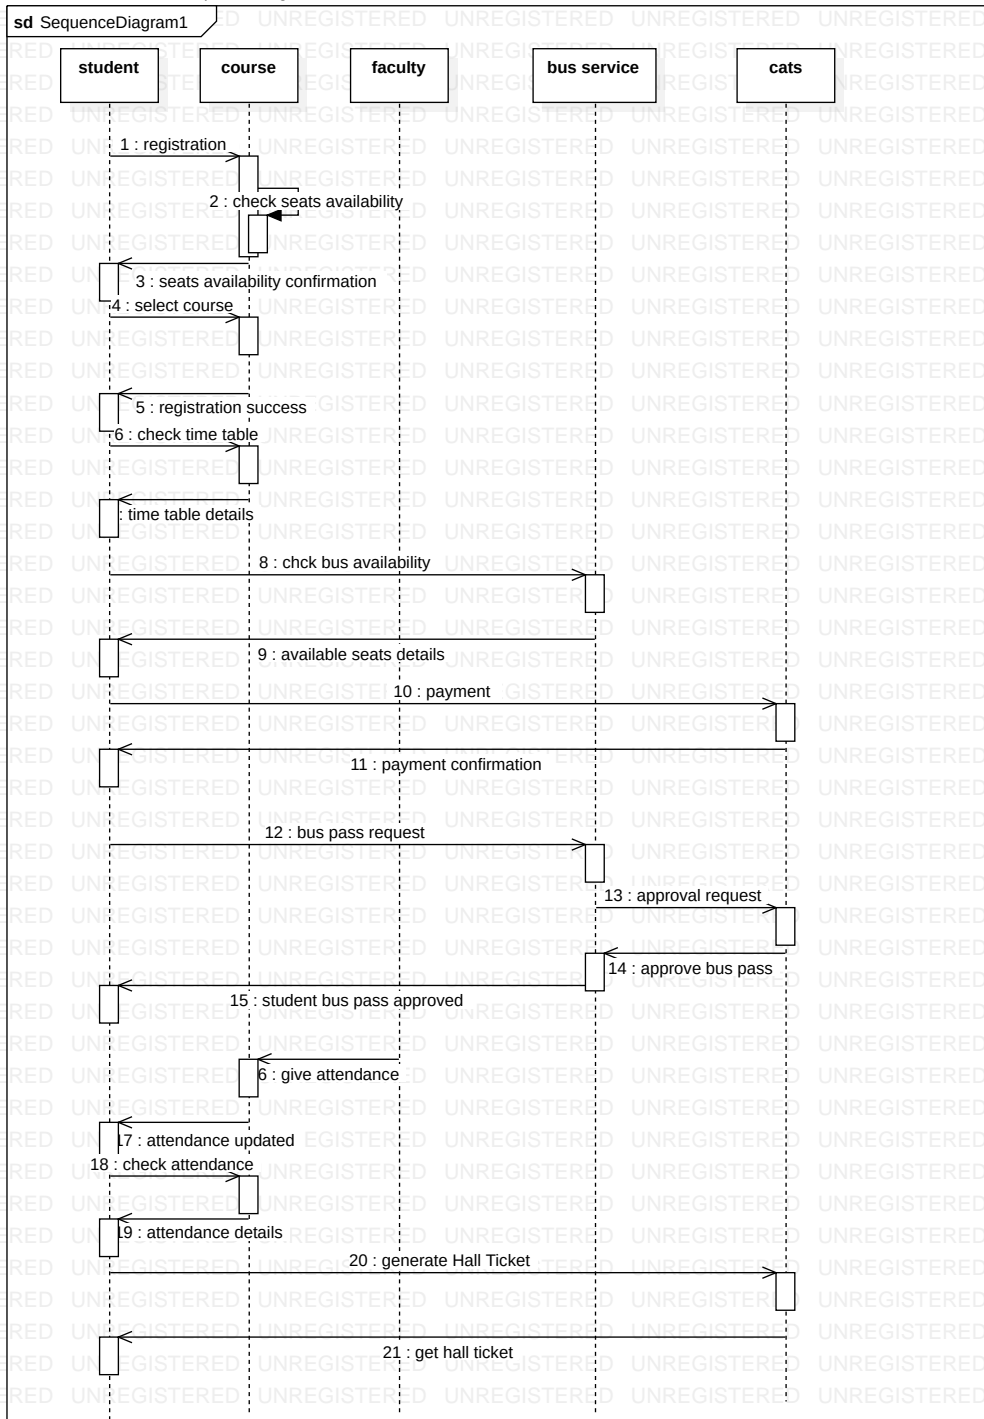 sd SequenceDiagram1
student course faculty bus service cats
1 : registration
2 : check seats availability
3 : seats availability confirmation
4 : select course
5 : registration success
6 : check time table
: time table details
8 : chck bus availability
9 : available seats details
10 : payment
11 : payment confirmation
12 : bus pass request
13 : approval request
14 : approve bus pass
15 : student bus pass approved
6 : give attendance
17 : attendance updated
18 : check attendance
19 : attendance details
20 : generate Hall Ticket
21 : get hall ticket
UNREGISTERED